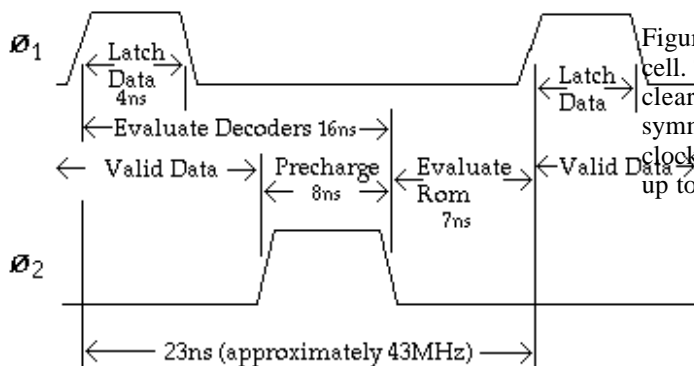 Ø1
Latch
Data
4ns
Latch
Data
Evaluate Decoders 16ns
Valid Data
Precharge
8ns
Evaluate
Rom
7ns
Valid Data
Ø2
23ns (approximately 43MHz)
cell.
clear
symm
clock
up to